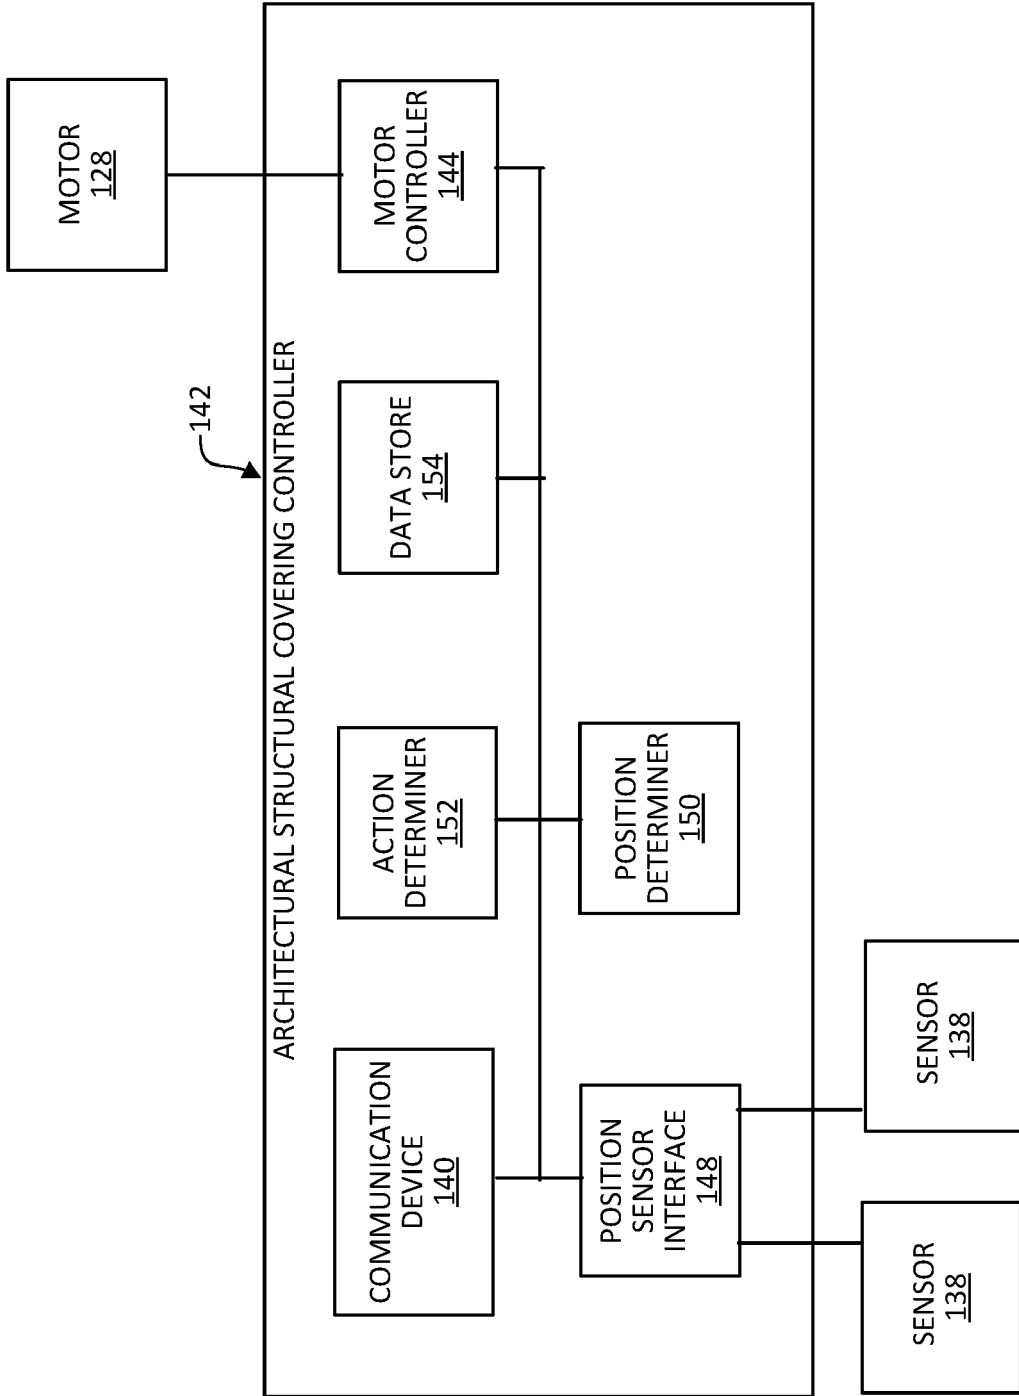 MOTOR
128
142
ARCHITECTURAL STRUCTURAL COVERING CONTROLLER
COMMUNICATION
DEVICE
140
ACTION
DETERMINER
152
DATA STORE
154
MOTOR
CONTROLLER
144
POSITION
SENSOR
INTERFACE
148
POSITION
DETERMINER
150
SENSOR
138
SENSOR
138